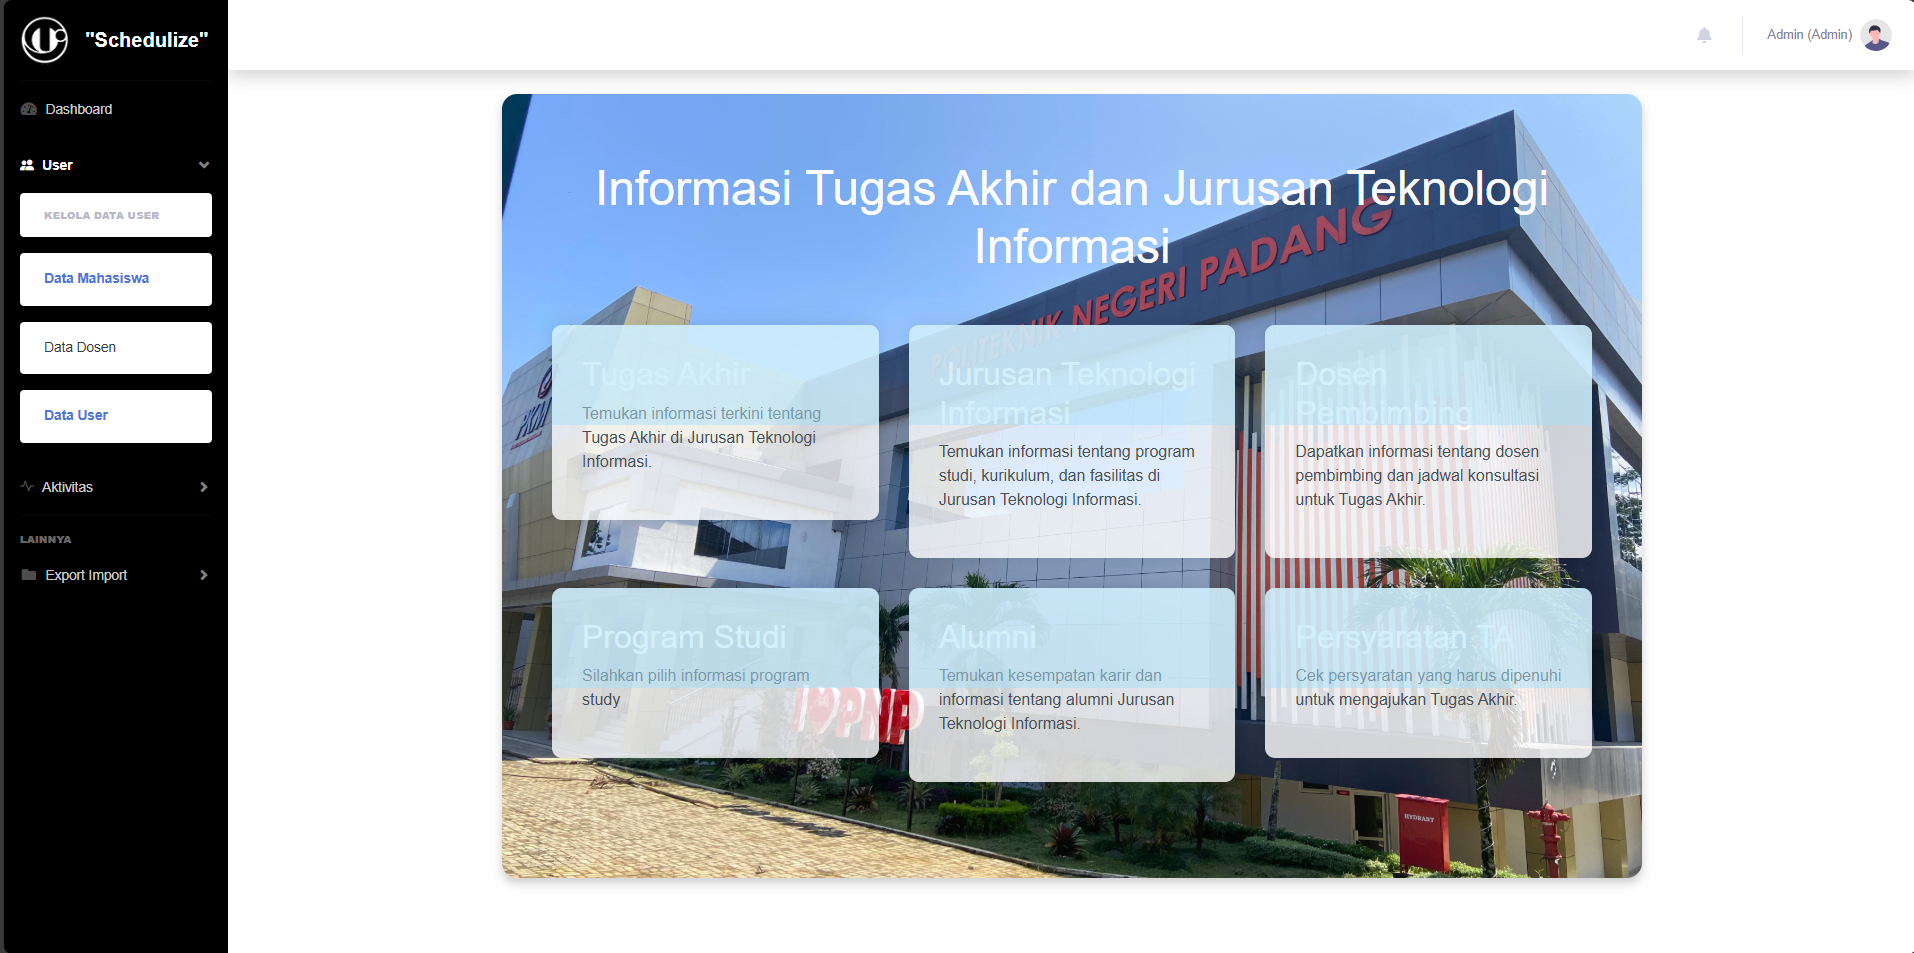 "Schedulize"
Admin (Admin)
Dashboard
User
KELOLA DATA USER
Data Mahasiswa
Data Dosen
Data User
Aktivitas
LAINNYA
Export Import
Informasi Tugas Akhir dan Jurusan Teknologi
Informasi
POLITEKNIK NEGERI PADANG
PKM
Tugas Akhir
Temukan informasi terkini tentang
Tugas Akhir di Jurusan Teknologi
Informasi.
Jurusan Teknologi
Informasi
Temukan informasi tentang program
studi, kurikulum, dan fasilitas di
Jurusan Teknologi Informasi.
Dosen
Pembimbing
Dapatkan informasi tentang dosen
pembimbing dan jadwal konsultasi
untuk Tugas Akhir.
Program Studi
Silahkan pilih informasi program
study
Alumni
Temukan kesempatan karir dan
informasi tentang alumni Jurusan
Teknologi Informasi.
Persyaratan TA
Cek persyaratan yang harus dipenuhi
untuk mengajukan Tugas Akhir.
I PNP
HYDRANT